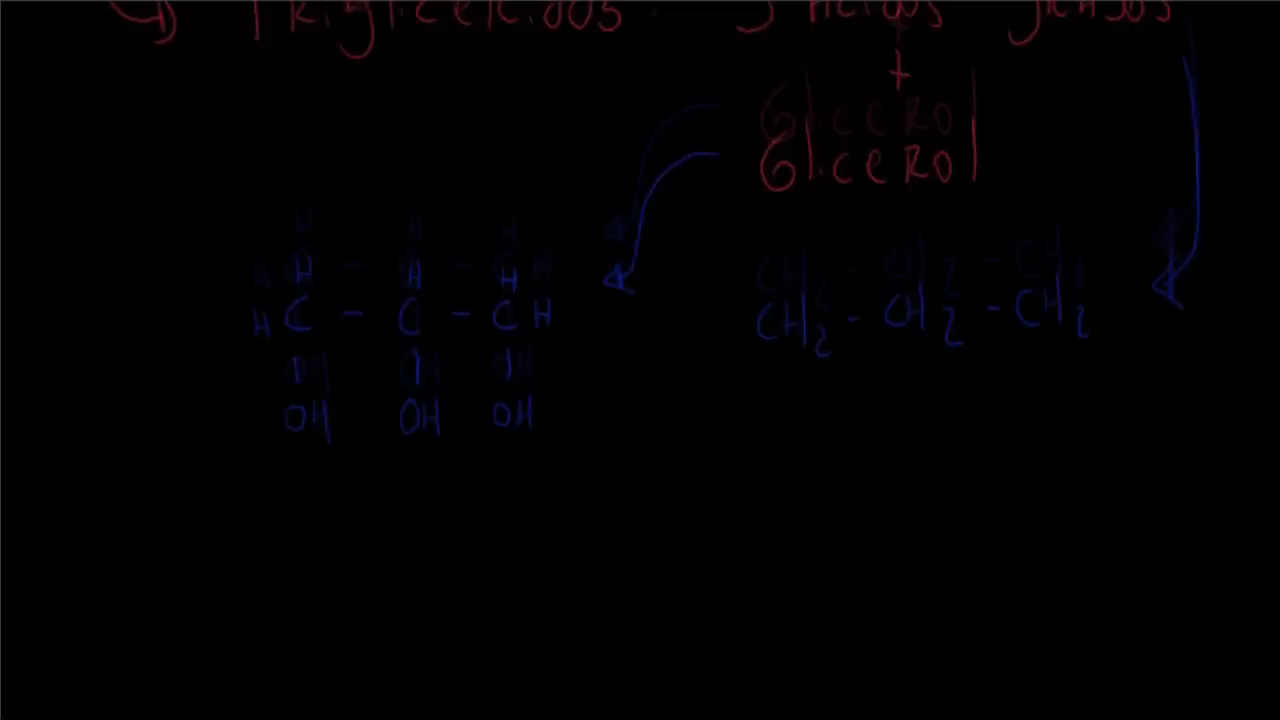 Triglicéridos: 3 Ácidos grasos
+
Glicerol
H H H
H C - C - C H
OH OH OH
CH2 - CH2 - CH2